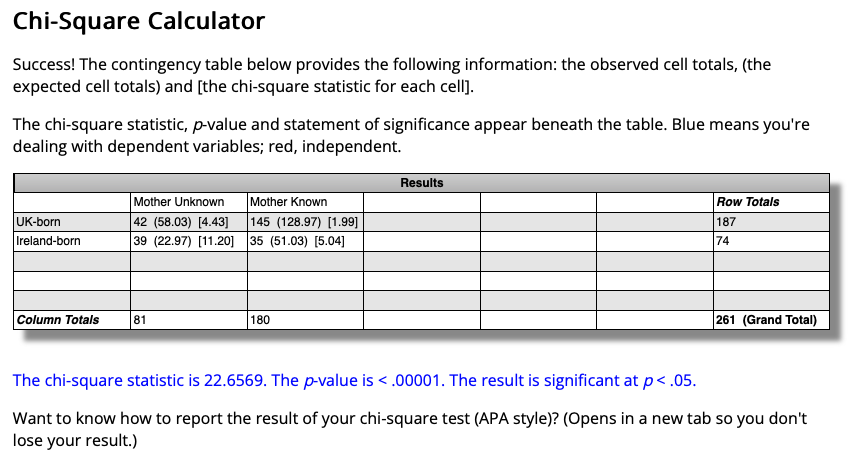 Chi-Square Calculator
Success! The contingency table below provides the following information: the observed cell totals, (the
expected cell totals) and [the chi-square statistic for each cell].
The chi-square statistic, p-value and statement of significance appear beneath the table. Blue means you're
dealing with dependent variables; red, independent.
Results
Mother Unknown Mother Known Row Totals
UK-born 42 (58.03) [4.43] 145 (128.97) [1.99] 187
Ireland-born 39 (22.97) [11.20] 35 (51.03) [5.04] 74
Column Totals 81 180 261 (Grand Total)
The chi-square statistic is 22.6569. The p-value is < .00001. The result is significant at p < .05.
Want to know how to report the result of your chi-square test (APA style)? (Opens in a new tab so you don't
lose your result.)